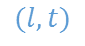 (l, t)